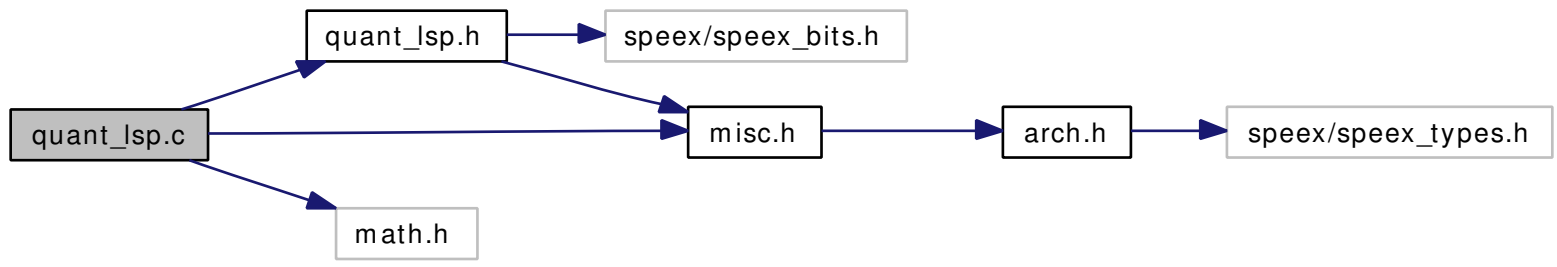 quant_lsp.h
speex/speex_bits.h
quant_lsp.c
misc.h
arch.h
speex/speex_types.h
math.h